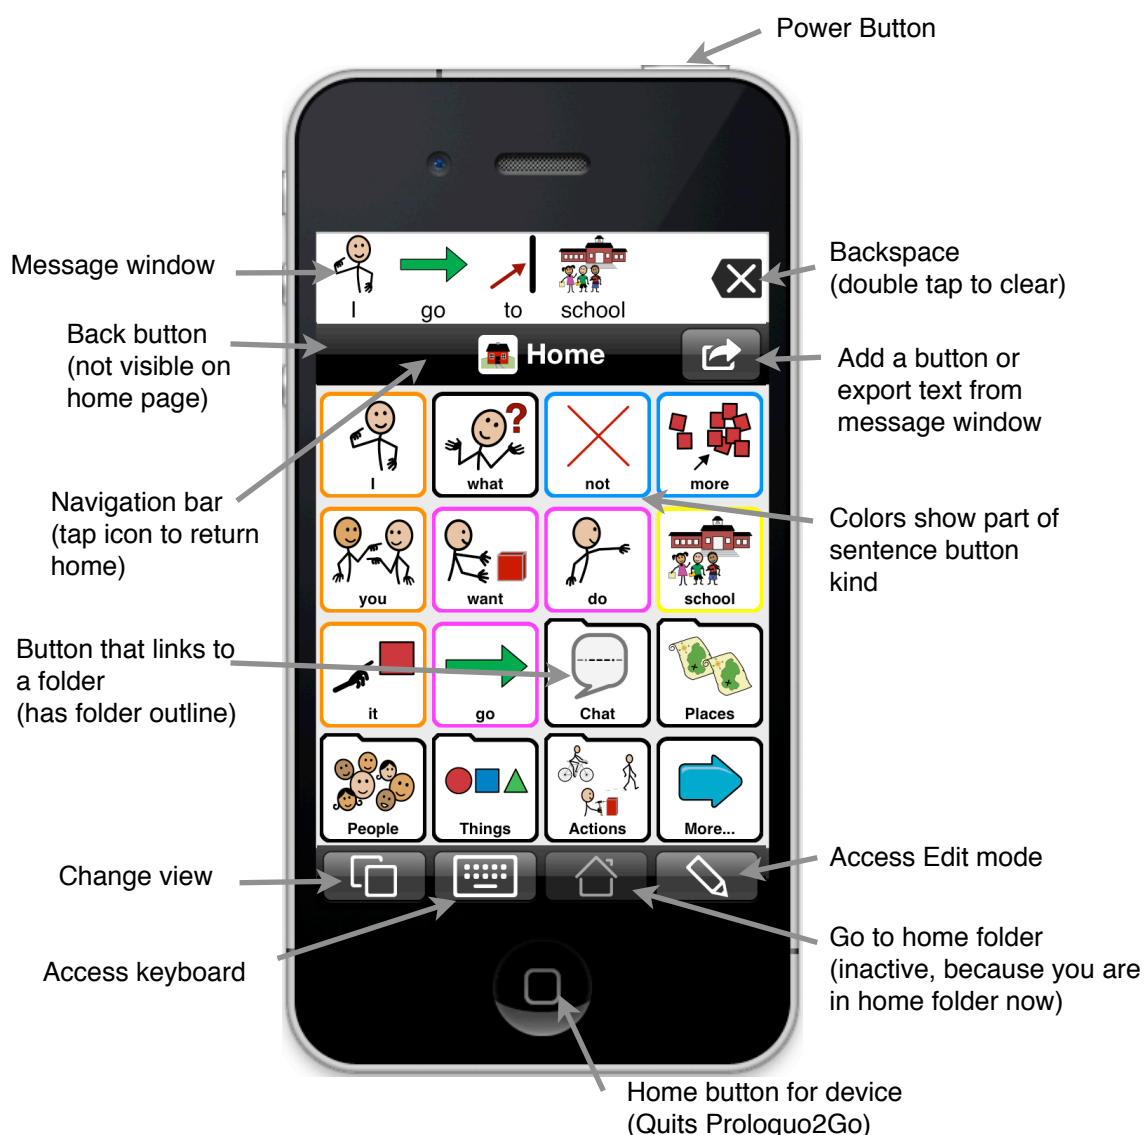 Power Button
Message window
Backspace
(double tap to clear)
I go to school
Back button
(not visible on
home page)
Home
Add a button or
export text from
message window
I what not more
Navigation bar
(tap icon to return
home)
Colors show part of
sentence button
kind
you want do school
Button that links to
a folder
(has folder outline)
it go Chat Places
People Things Actions More...
Change view
Access Edit mode
Access keyboard
Go to home folder
(inactive, because you are
in home folder now)
Home button for device
(Quits Proloquo2Go)